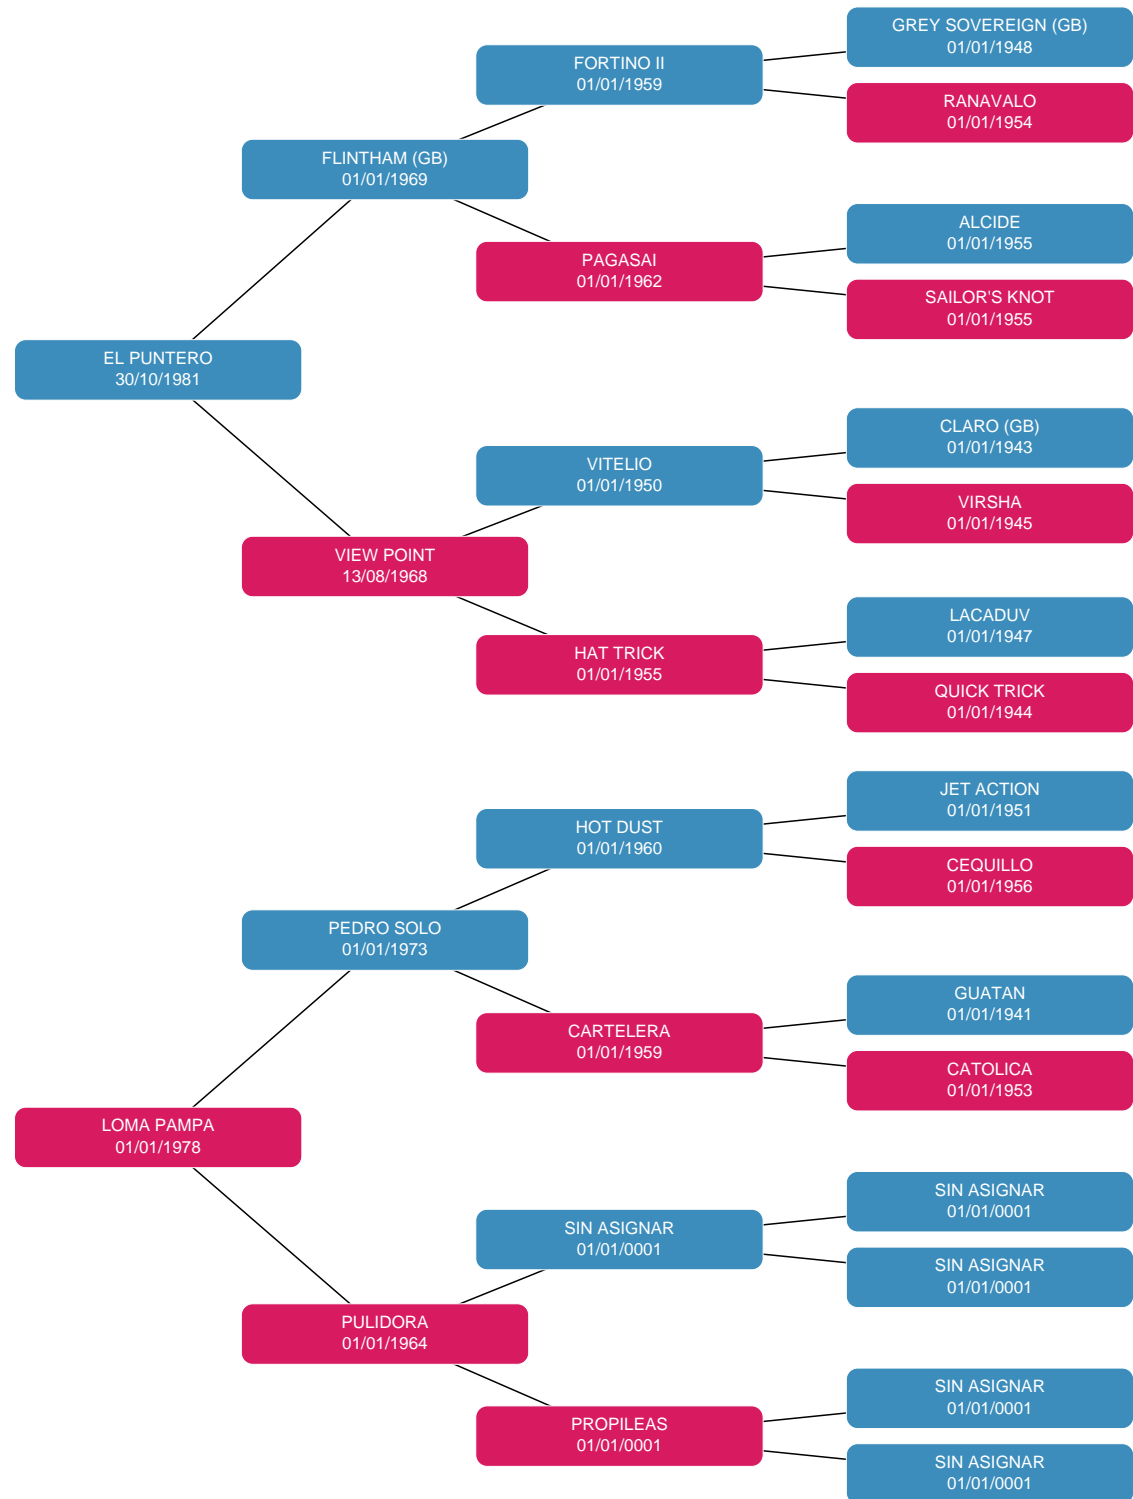 GREY SOVEREIGN (GB)
01/01/1948
FORTINO II
01/01/1959
RANAVALO
01/01/1954
FLINTHAM (GB)
01/01/1969
ALCIDE
01/01/1955
PAGASAI
01/01/1962
SAILOR'S KNOT
01/01/1955
EL PUNTERO
30/10/1981
CLARO (GB)
01/01/1943
VITELIO
01/01/1950
VIRSHA
01/01/1945
VIEW POINT
13/08/1968
LACADUV
01/01/1947
HAT TRICK
01/01/1955
QUICK TRICK
01/01/1944
JET ACTION
01/01/1951
HOT DUST
01/01/1960
CEQUILLO
01/01/1956
PEDRO SOLO
01/01/1973
GUATAN
01/01/1941
CARTELERA
01/01/1959
CATOLICA
01/01/1953
LOMA PAMPA
01/01/1978
SIN ASIGNAR
01/01/0001
SIN ASIGNAR
01/01/0001
SIN ASIGNAR
01/01/0001
PULIDORA
01/01/1964
SIN ASIGNAR
01/01/0001
PROPILEAS
01/01/0001
SIN ASIGNAR
01/01/0001